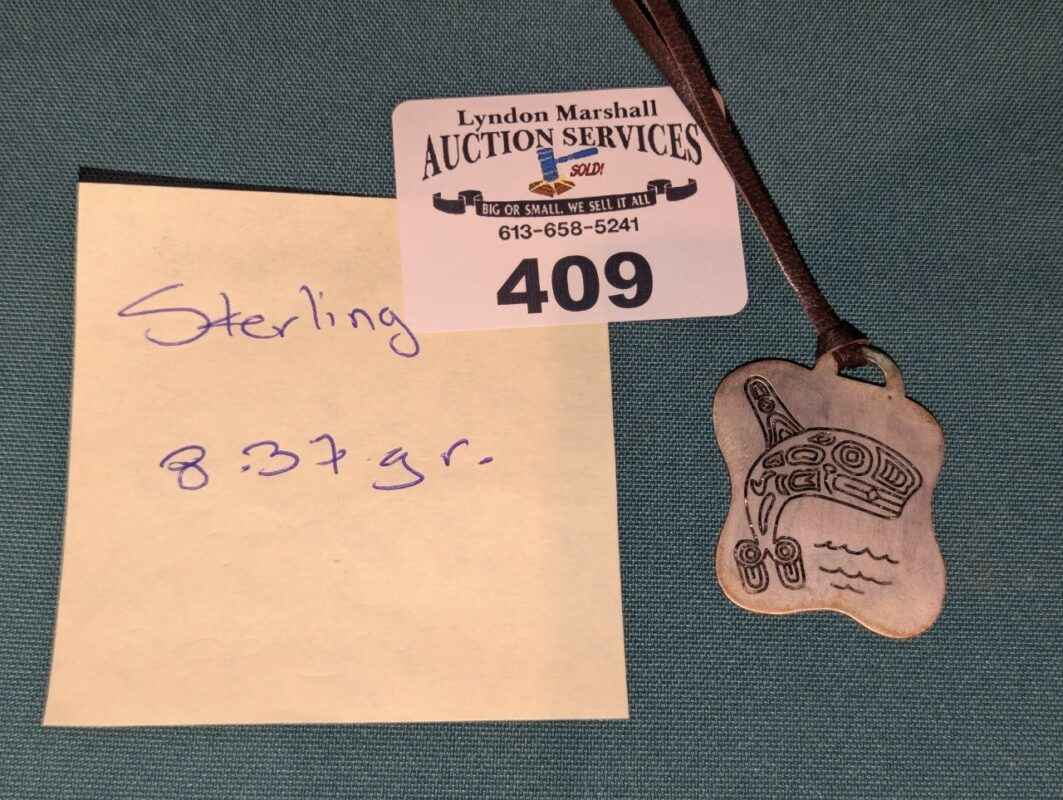 Lyndon Marshall
AUCTION SERVICES
SOLD!
BIG OR SMALL, WE SELL IT ALL
613-658-5241
409
Sterling
8.37 gr.